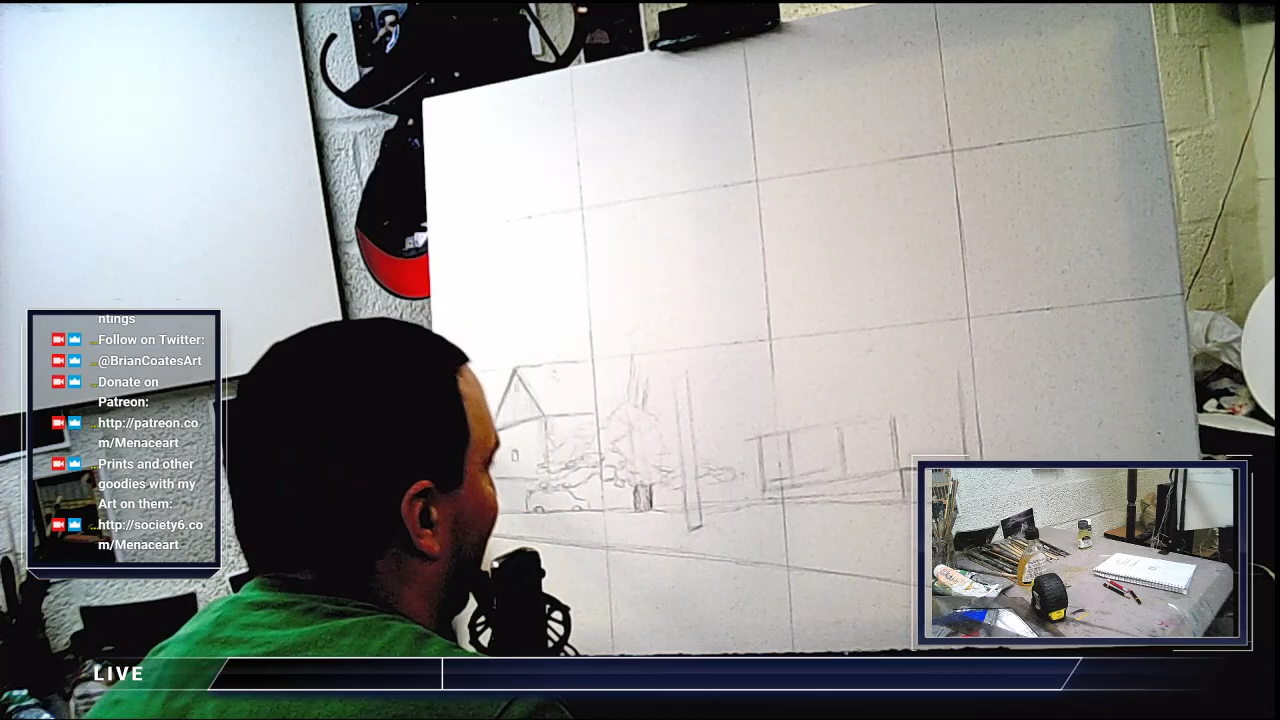 ntings
..Follow on Twitter:
..@BrianCoatesArt
..Donate on
Patreon:
..http://patreon.co
m/Menaceart
..Prints and other
goodies with my
Art on them:
..http://society6.co
m/Menaceart
LIVE